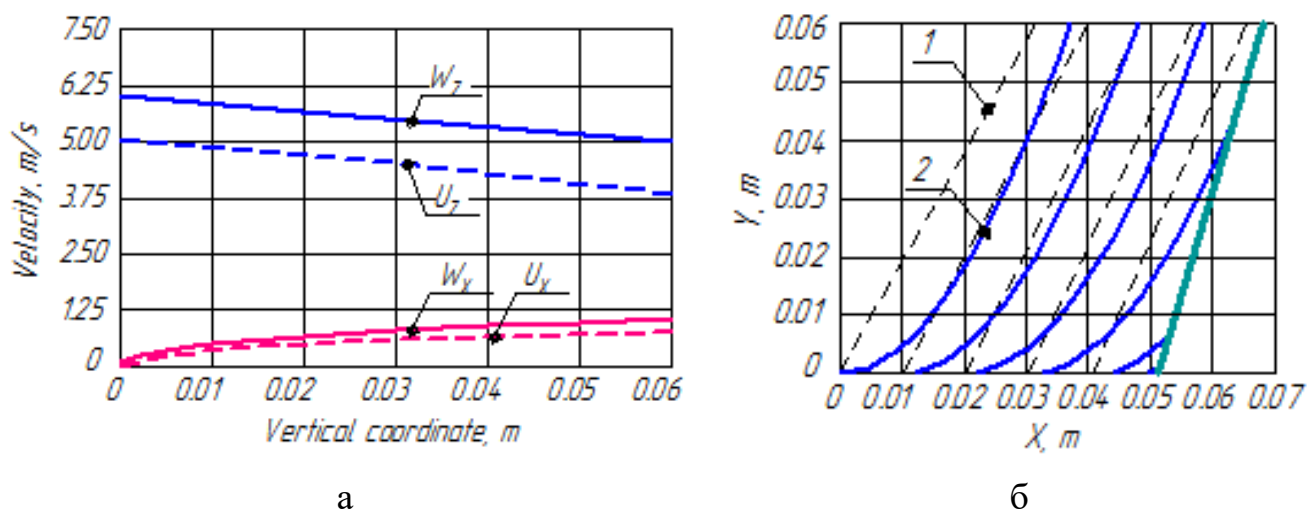 Velocity, m/s
7.50
6.25
5.00
3.75
2.50
1.25
0
W_z
U_z
W_x
U_x
0 0.01 0.02 0.03 0.04 0.05 0.06
Vertical coordinate, m
а
Y, m
0.06
0.05
0.04
0.03
0.02
0.01
0
1
2
0 0.01 0.02 0.03 0.04 0.05 0.06 0.07
X, m
б